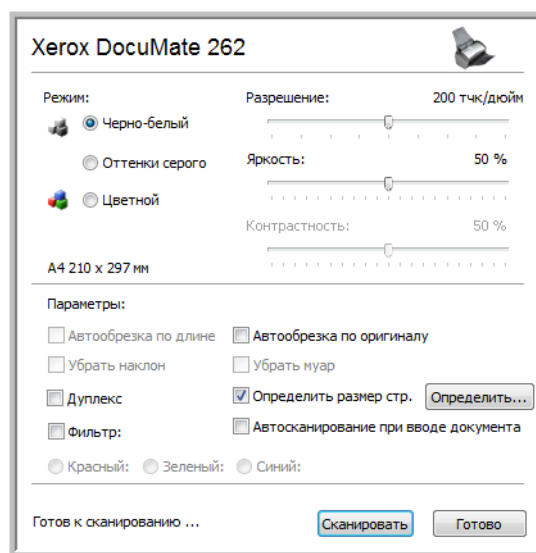 Xerox DocuMate 262
Режим:
Разрешение: 200 тчк/дюйм
Черно-белый
Яркость: 50 %
Оттенки серого
Цветной
Контрастность: 50 %
A4 210 x 297 мм
Параметры:
Автообрезка по длине Автообрезка по оригиналу
Убрать наклон Убрать муар
Дуплекс Определить размер стр. Определить...
Фильтр: Автосканирование при вводе документа
Красный: Зеленый: Синий:
Готов к сканированию ... Сканировать Готово